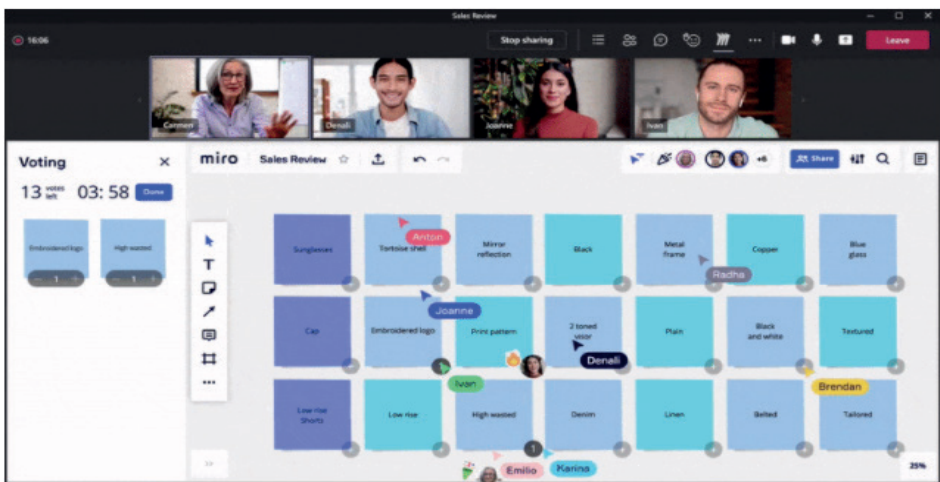 Sales Review
16:06
Stop sharing
Leave
Carmen
Denali
Joanne
Ivan
Voting
13 votes left
03:58
Done
Embroidered logo
High wasted
1
1
miro
Sales Review
+6
Share
Sunglasses
Tortoise shell
Mirror
reflection
Black
Metal
frame
Copper
Blue
glass
Anton
Radha
Joanne
Cap
Embroidered logo
Print pattern
2 toned
visor
Plain
Black
and white
Textured
Denali
Ivan
Brendan
Low rise
Shorts
Low rise
High wasted
Denim
Linen
Belted
Tailored
1
Emilio
Karina
25%